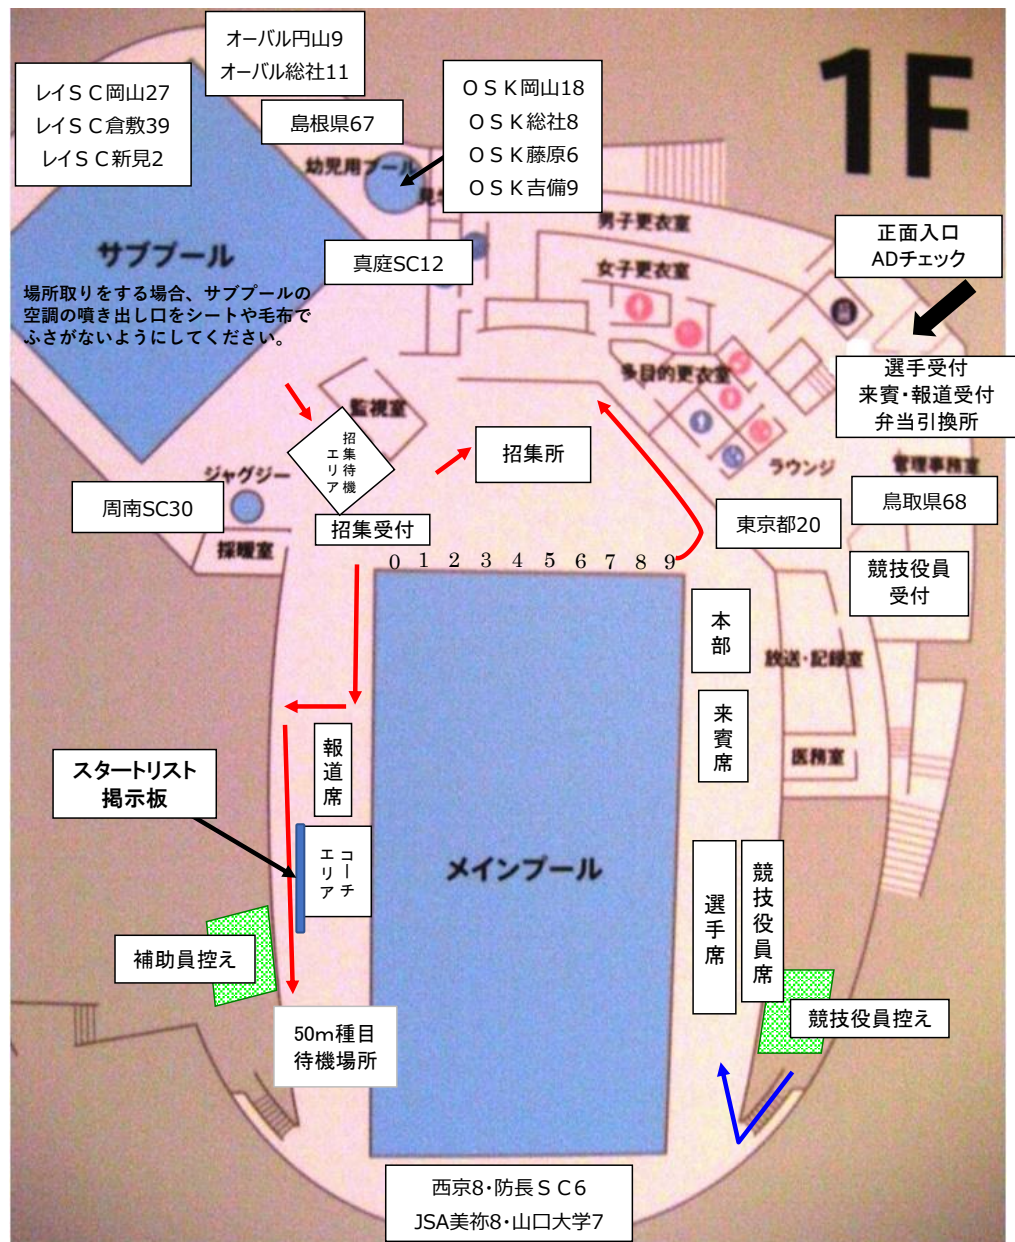 オーバル円山9
オーバル総社11
1F
レイSC岡山27
レイSC倉敷39
レイSC新見2
OSK岡山18
OSK総社8
OSK藤原6
OSK吉備9
島根県67
幼児用プール
見学
男子更衣室
正面入口
ADチェック
サブプール
真庭SC12
女子更衣室
場所取りをする場合、サブプールの
空調の噴き出し口をシートや毛布で
ふさがないようにしてください。
多目的更衣室
選手受付
来賓・報道受付
弁当引換所
監視室
招集待機
エリア
招集所
ラウンジ
管理事務室
ジャグジー
周南SC30
鳥取県68
招集受付
東京都20
採暖室
0 1 2 3 4 5 6 7 8 9
競技役員
受付
本部
放送・記録室
来賓席
報道席
医務室
スタートリスト
掲示板
コーチ
エリア
メインプール
選手席
競技役員席
補助員控え
競技役員控え
50m種目
待機場所
西京8・防長SC6
JSA美祢8・山口大学7